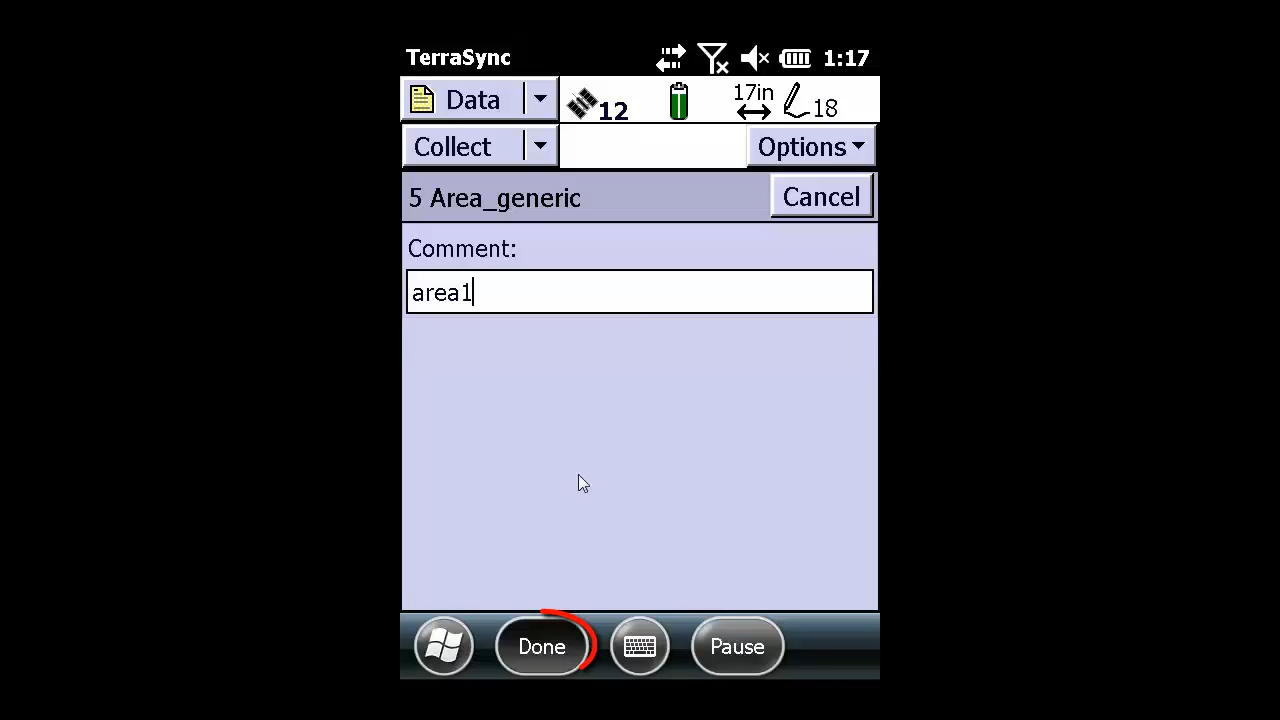 TerraSync 1:17
Data 12 17in 18
Collect Options
5 Area_generic Cancel
Comment:
area1
Done Pause